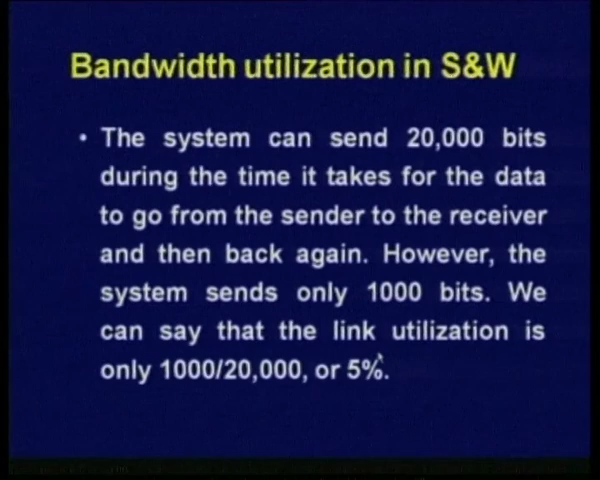 Bandwidth utilization in S&W
• The system can send 20,000 bits
during the time it takes for the data
to go from the sender to the receiver
and then back again. However, the
system sends only 1000 bits. We
can say that the link utilization is
only 1000/20,000, or 5%.